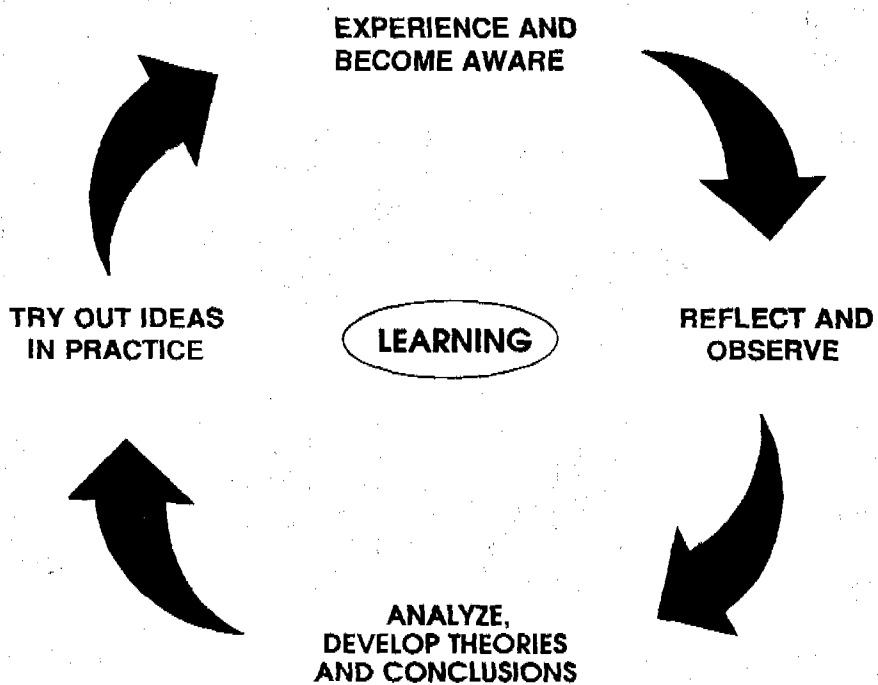 EXPERIENCE AND
BECOME AWARE
REFLECT AND
OBSERVE
ANALYZE,
DEVELOP THEORIES
AND CONCLUSIONS
TRY OUT IDEAS
IN PRACTICE
LEARNING